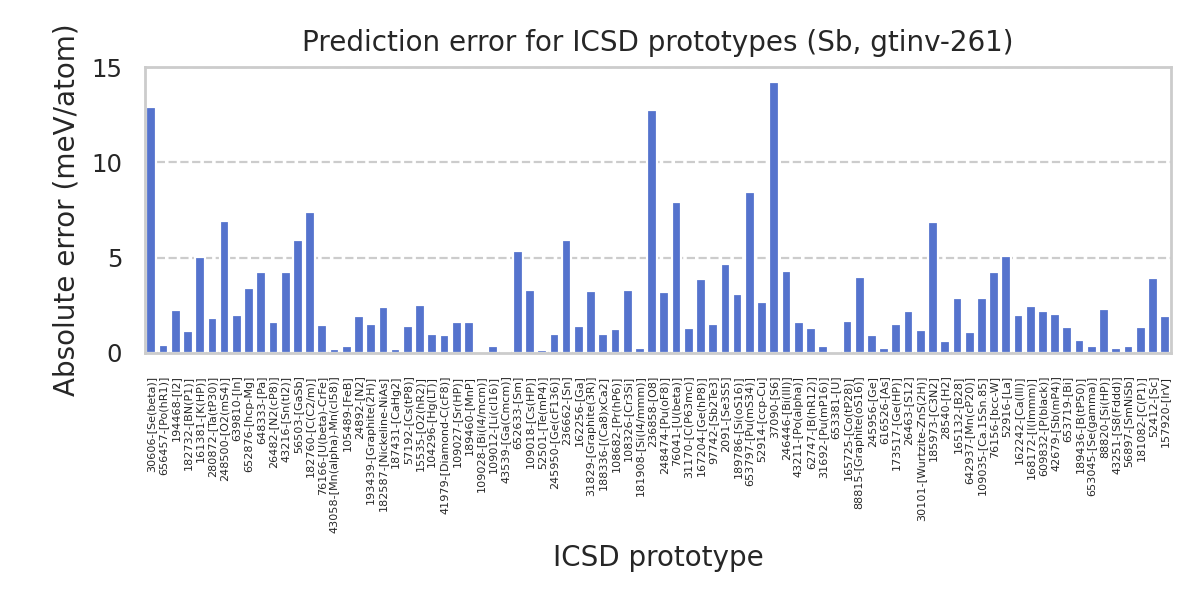 Prediction error for ICSD prototypes (Sb, gtinv-261)
Absolute error (meV/atom)
15
10
5
0
30606-[Se(beta)]
656457-[Po(hR1)]
194468-[I2]
182732-[BN(P1)]
161381-[K(HP)]
280872-[Ga(tP30)]
248500-[O2(mS4)]
639810-[In]
652876-[hcp-Mg]
648333-[Pa]
26482-[N2(cP8)]
43216-[Sn(tI2)]
56503-[GaSb]
182760-[C(C2/m)]
76166-[U(beta)-CrFe]
43058-[Mn(alpha)-Mn(cI58)]
105489-[FeB]
24892-[N2]
193439-[Graphite(2H)]
182587-[Nickeline-NiAs]
187431-[CaHg2]
57192-[Cs(tP8)]
15535-[O2(hR2)]
104296-[Hg(LT)]
41979-[Diamond-C(cF8)]
109027-[Sr(HP)]
189460-[MnP]
109028-[Bi(I4/mcm)]
109012-[Li(cI16)]
43539-[Ga(Cmcm)]
652633-[Sm]
109018-[Cs(HP)]
52501-[Te(mP4)]
245950-[Ge(cF136)]
236662-[Sn]
162256-[Ga]
31829-[Graphite(3R)]
188336-[(Ca8)xCa2]
108682-[Pr(hP6)]
108326-[Cr3Si]
181908-[Si(I4/mmm)]
236858-[O8]
248474-[Pu(oF8)]
76041-[U(beta)]
31170-[C(P63mc)]
167204-[Ge(hP8)]
97742-[Sb2Te3]
2091-[Se3S5]
189786-[Si(oS16)]
653797-[Pu(mS34)]
52914-[ccp-Cu]
37090-[S6]
246446-[Bi(III)]
43211-[Po(alpha)]
62747-[B(hR12)]
31692-[Pu(mP16)]
653381-[U]
165725-[Co(tP28)]
88815-[Graphite(oS16)]
245956-[Ge]
616526-[As]
173517-[Ge(HP)]
26463-[S12]
30101-[Wurtzite-ZnS(2H)]
185973-[C3N2]
28540-[H2]
165132-[B28]
642937-[Mn(cP20)]
109035-[Ca.15Sn.85]
76156-[bcc-W]
52916-[La]
162242-[Ca(III)]
168172-[I(Immm)]
609832-[P(black)]
42679-[Sb(mP4)]
653719-[Bi]
189436-[B(tP50)]
653045-[Se(gamma)]
88820-[Si(HP)]
43251-[S8(Fddd)]
56897-[SmNiSb]
181082-[C(P1)]
52412-[Sc]
157920-[IrV]
ICSD prototype